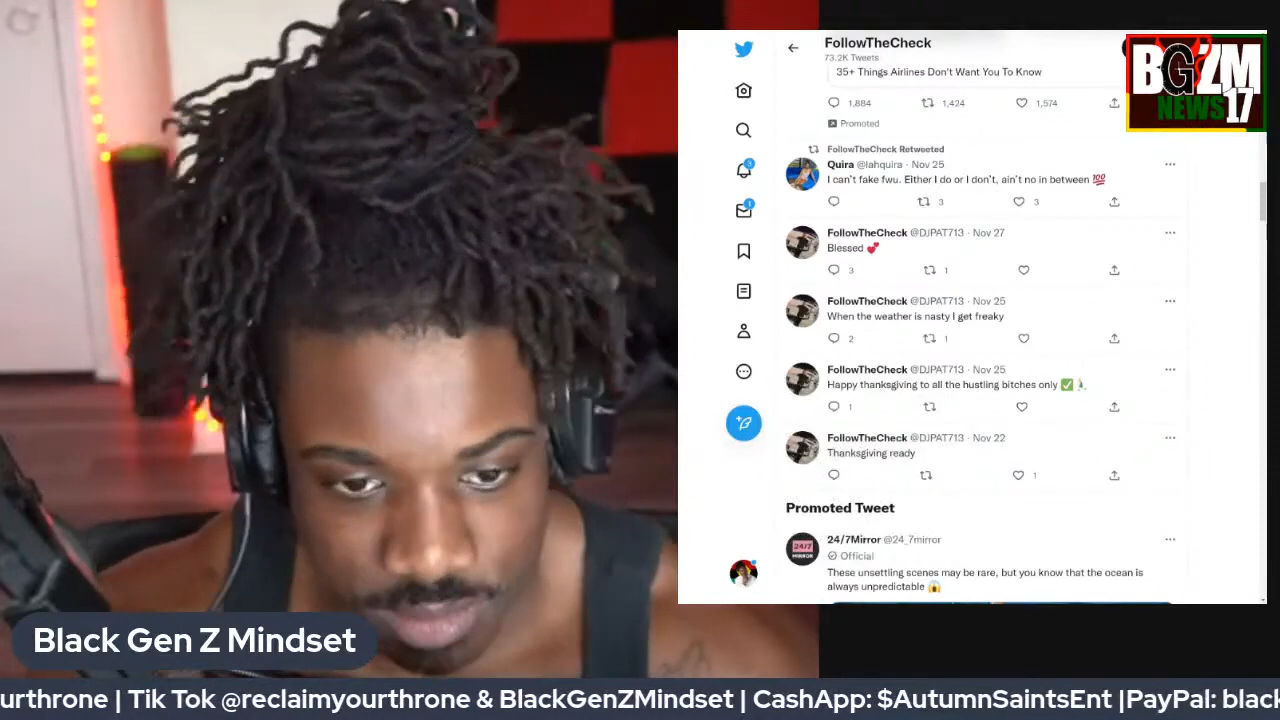 FollowTheCheck
73.2K Tweets
35+ Things Airlines Don't Want You To Know
1,884 1,424 1,574
Promoted
FollowTheCheck Retweeted
Quira @lahquira · Nov 25
I can't fake fwu. Either I do or I don't, ain't no in between 💯
3 3
FollowTheCheck @DJPAT713 · Nov 27
Blessed 💕
3 1
FollowTheCheck @DJPAT713 · Nov 25
When the weather is nasty I get freaky
2 1
FollowTheCheck @DJPAT713 · Nov 25
Happy thanksgiving to all the hustling bitches only ✅
1
FollowTheCheck @DJPAT713 · Nov 22
Thanksgiving ready
1
Promoted Tweet
24/7Mirror @24_7mirror
Official
These unsettling scenes may be rare, but you know that the ocean is
always unpredictable 😱
24/7
MIRROR
3
1
BGZM
NEWS 17
Black Gen Z Mindset
urthrone | Tik Tok @reclaimyourthrone & BlackGenZMindset | CashApp: $AutumnSaintsEnt |PayPal: black